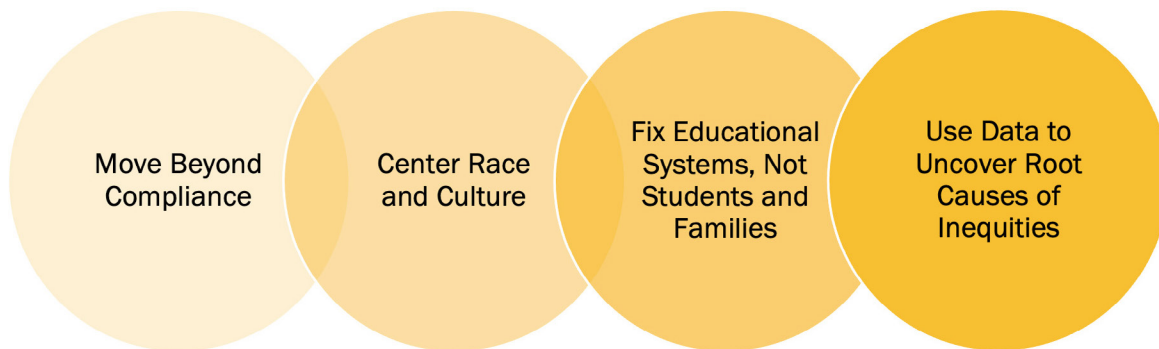 Move Beyond
Compliance
Center Race
and Culture
Fix Educational
Systems, Not
Students and
Families
Use Data to
Uncover Root
Causes of
Inequities